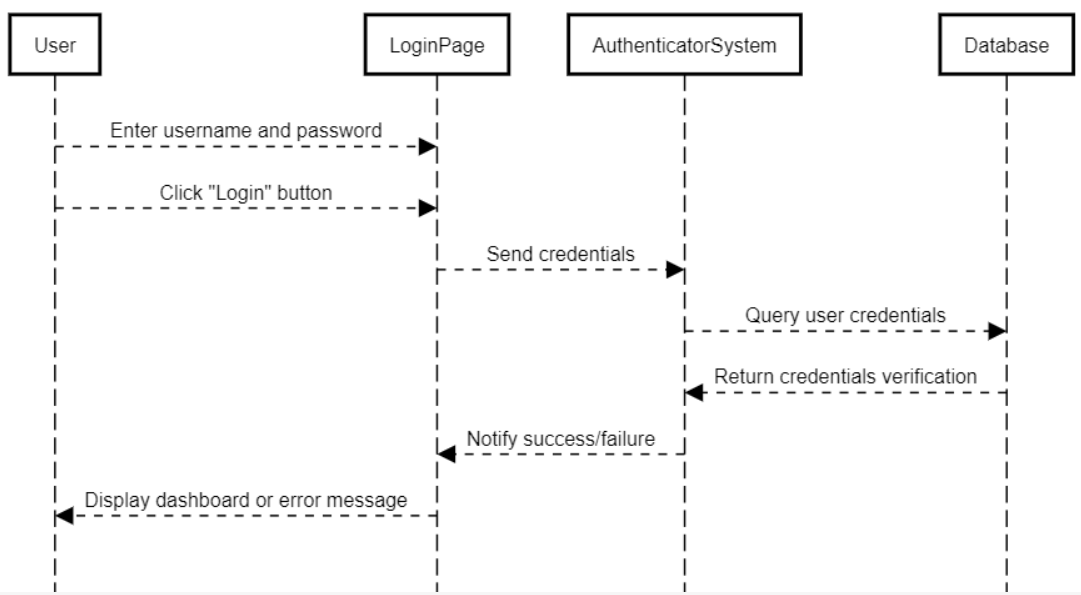 User
LoginPage
AuthenticatorSystem
Database
Enter username and password
Click "Login" button
Send credentials
Query user credentials
Return credentials verification
Notify success/failure
Display dashboard or error message